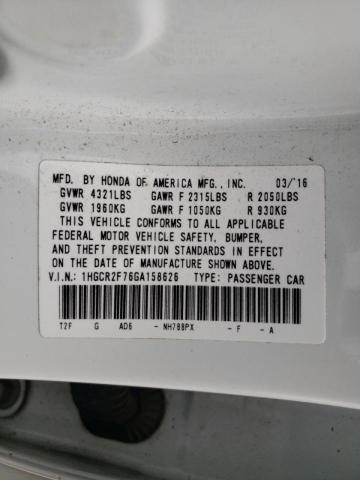 MFD. BY HONDA OF AMERICA MFG., INC. 03/'16
GVWR 4321LBS GAWR F 2315LBS R 2050LBS
GVWR 1960KG GAWR F 1050KG R 930KG
THIS VEHICLE CONFORMS TO ALL APPLICABLE
FEDERAL MOTOR VEHICLE SAFETY, BUMPER,
AND THEFT PREVENTION STANDARDS IN EFFECT
ON THE DATE OF MANUFACTURE SHOWN ABOVE.
V.I.N.: 1HGCR2F76GA158626 TYPE: PASSENGER CAR
T2F G AD6 -NH788PX -F -A